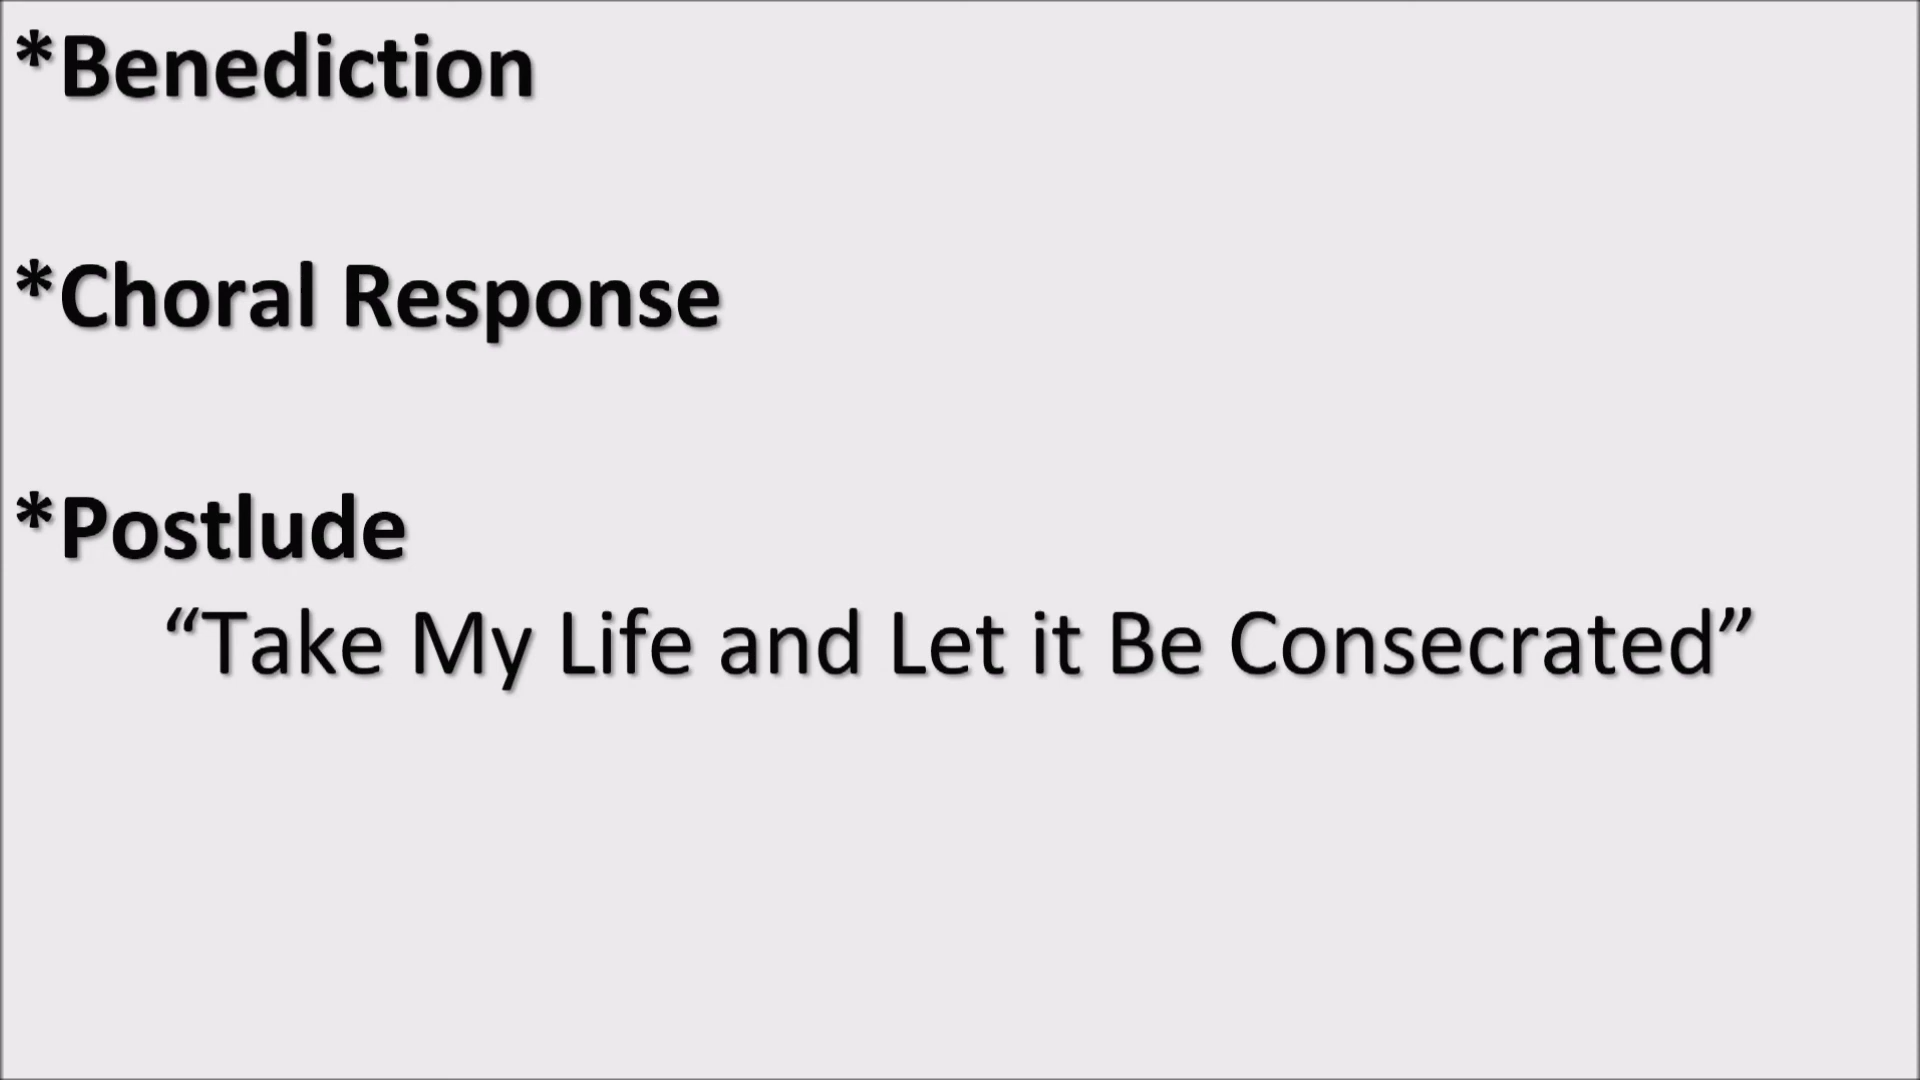 *Benediction
*Choral Response
*Postlude
“Take My Life and Let it Be Consecrated”